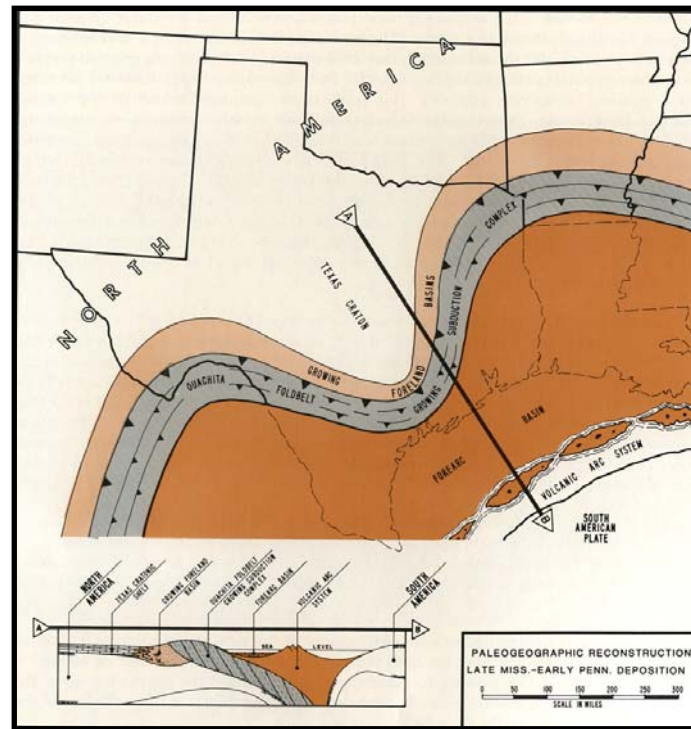 NORTH AMERICA
A
TEXAS CRATON
GROWING FORELAND BASINS
OUACHITA FOLDBELT GROWING SUBDUCTION COMPLEX
FOREARC BASIN
VOLCANIC ARC SYSTEM
B
SOUTH
AMERICAN
PLATE
NORTH
AMERICA
TEXAS CRATONIC
SHELF
GROWING FORELAND
BASIN
OUACHITA FOLDBELT
GROWING SUBDUCTION
COMPLEX
FOREARC BASIN
VOLCANIC ARC
SYSTEM
SOUTH
AMERICA
A
B
SEA LEVEL
PALEOGEOGRAPHIC RECONSTRUCTION
LATE MISS.-EARLY PENN. DEPOSITION
0 50 100 150 200 250 300
SCALE IN MILES